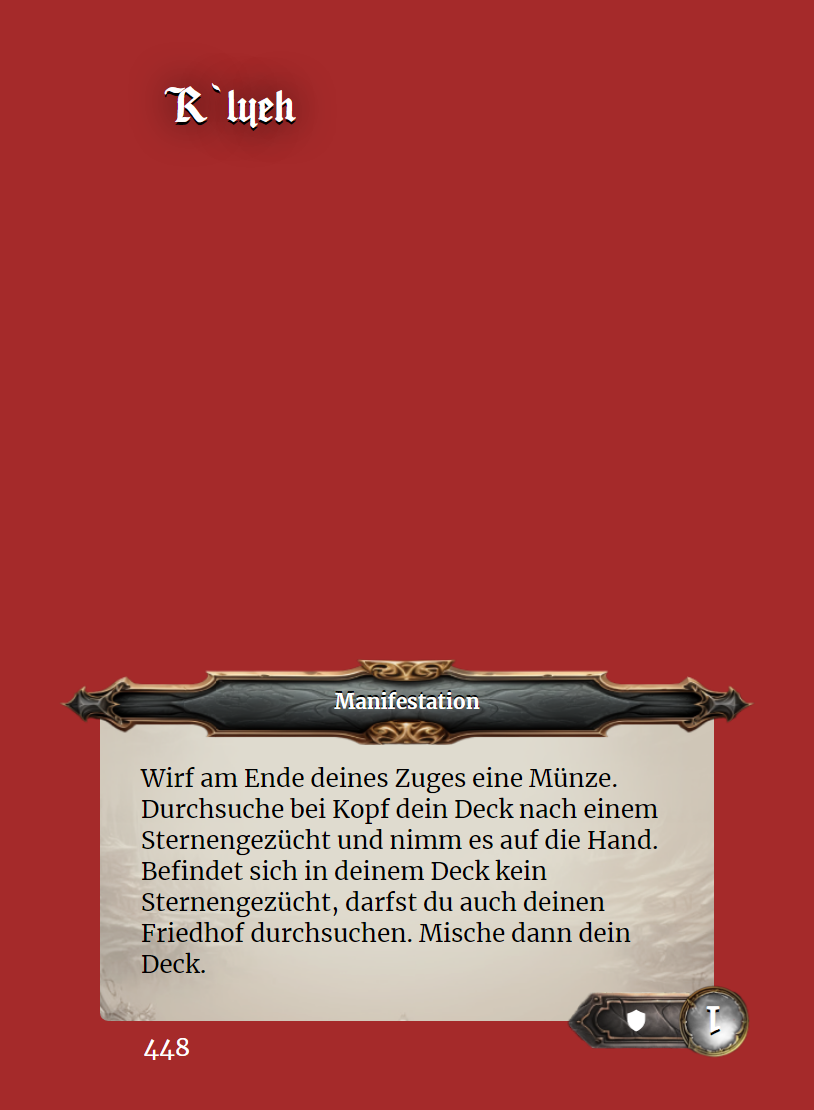 R`lyeh
Manifestation
Wirf am Ende deines Zuges eine Münze.
Durchsuche bei Kopf dein Deck nach einem
Sternengezücht und nimm es auf die Hand.
Befindet sich in deinem Deck kein
Sternengezücht, darfst du auch deinen
Friedhof durchsuchen. Mische dann dein
Deck.
1
448